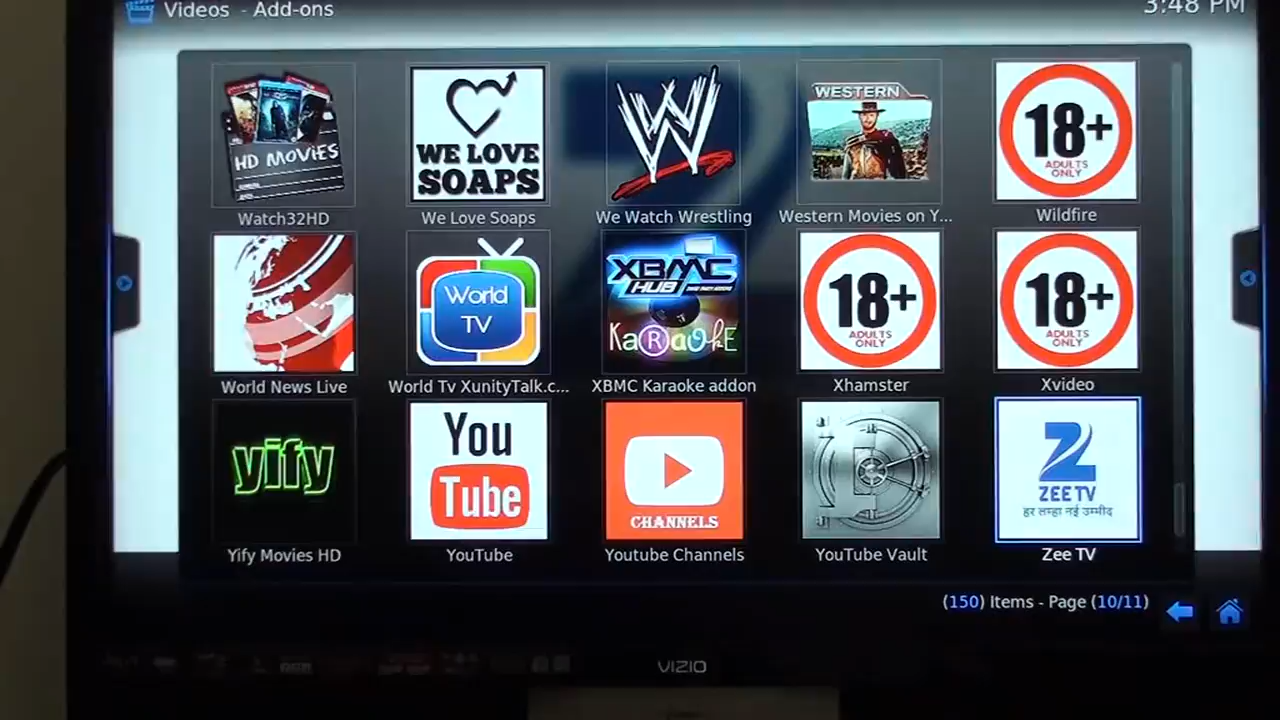 Videos - Add-ons
3:48 PM
HD MOVIES
WE LOVE
SOAPS
W
WESTERN
18+
ADULTS
ONLY
Watch32HD
We Love Soaps
We Watch Wrestling
Western Movies on Y...
Wildfire
World
TV
XBMC
HUB
KaRaokE
18+
ADULTS
ONLY
18+
ADULTS
ONLY
World News Live
World Tv XunityTalk.c...
XBMC Karaoke addon
Xhamster
Xvideo
yify
You
Tube
CHANNELS
ZEE TV
हर लम्हा नई उम्मीद
Yify Movies HD
YouTube
Youtube Channels
YouTube Vault
Zee TV
(150) Items - Page (10/11)
VIZIO